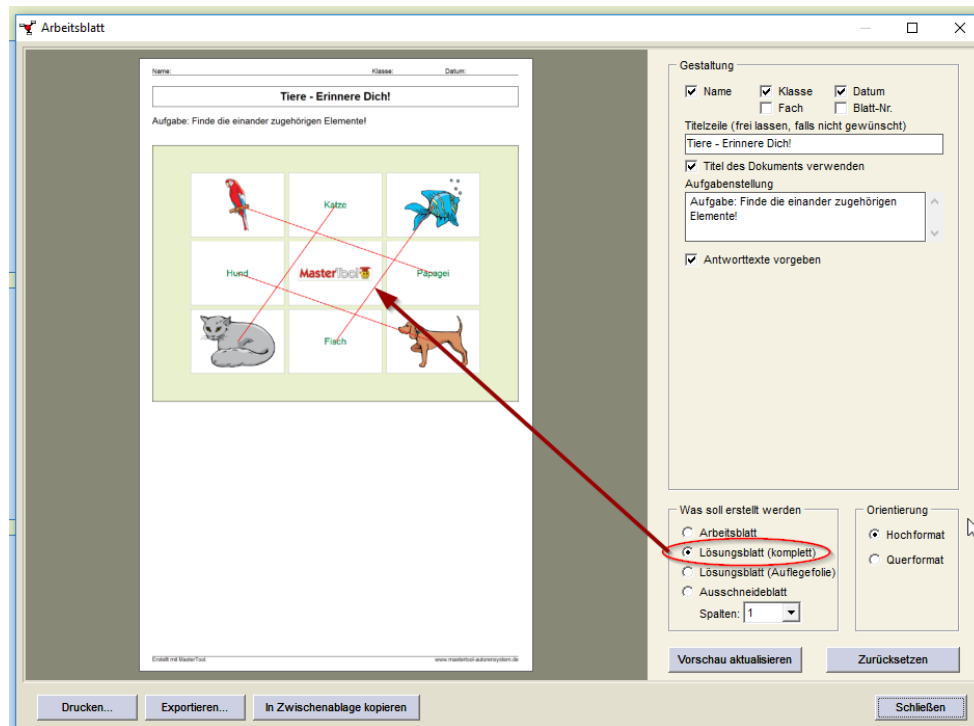 Arbeitsblatt
Name: Klasse: Datum:
Tiere - Erinnere Dich!
Aufgabe: Finde die einander zugehörigen Elemente!
Katze
Hund
MasterTool
Papagei
Fisch
Erstellt mit MasterTool
www.mastertool-autorensystem.de
Gestaltung
Name Klasse Datum
Fach Blatt-Nr.
Titelzeile (frei lassen, falls nicht gewünscht)
Tiere - Erinnere Dich!
Titel des Dokuments verwenden
Aufgabenstellung
Aufgabe: Finde die einander zugehörigen
Elemente!
Antworttexte vorgeben
Was soll erstellt werden
Arbeitsblatt
Lösungsblatt (komplett)
Lösungsblatt (Auflegefolie)
Ausschneideblatt
Spalten: 1
Orientierung
Hochformat
Querformat
Vorschau aktualisieren
Zurücksetzen
Drucken...
Exportieren...
In Zwischenablage kopieren
Schließen